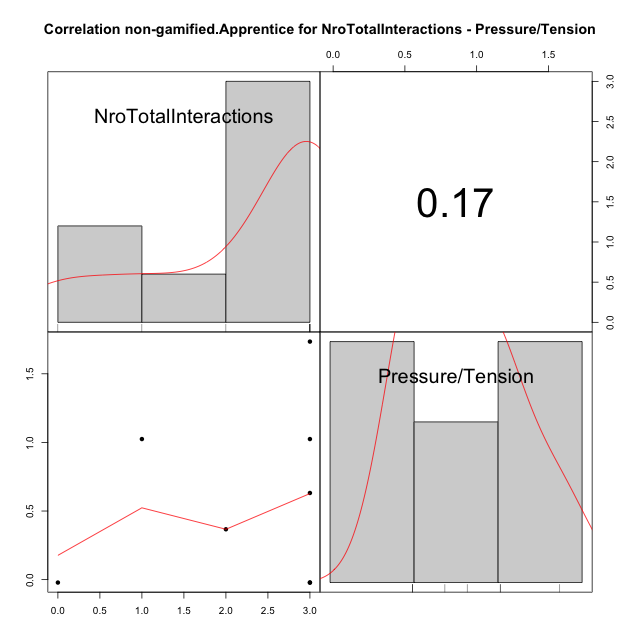 Correlation non-gamified.Apprentice for NroTotalInteractions - Pressure/Tension
0.0 0.5 1.0 1.5
NroTotalInteractions
0.17
3.0
2.5
2.0
1.5
1.0
0.5
0.0
Pressure/Tension
1.5
1.0
0.5
0.0
0.0 0.5 1.0 1.5 2.0 2.5 3.0